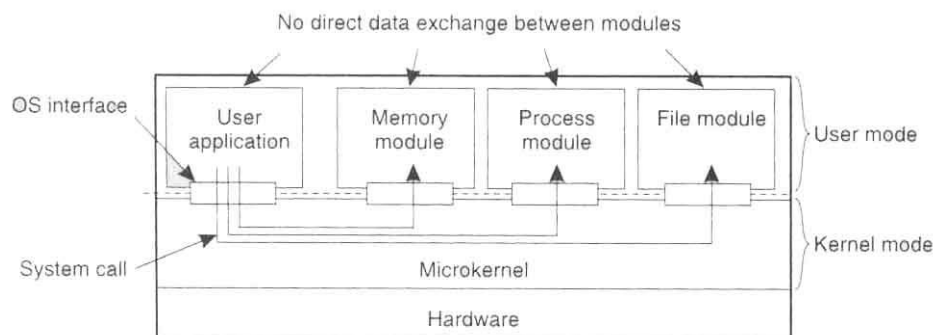 No direct data exchange between modules
OS interface
User
application
Memory
module
Process
module
File module
User mode
System call
Microkernel
Kernel mode
Hardware